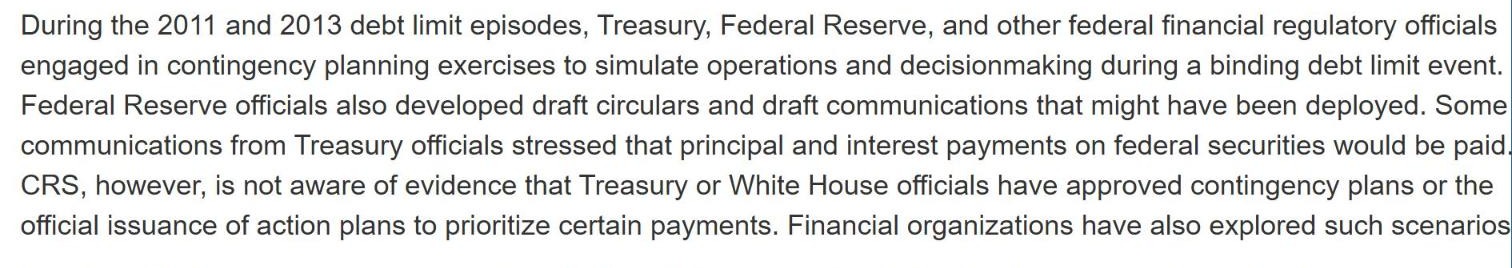 During the 2011 and 2013 debt limit episodes, Treasury, Federal Reserve, and other federal financial regulatory officials
engaged in contingency planning exercises to simulate operations and decisionmaking during a binding debt limit event.
Federal Reserve officials also developed draft circulars and draft communications that might have been deployed. Some
communications from Treasury officials stressed that principal and interest payments on federal securities would be paid.
CRS, however, is not aware of evidence that Treasury or White House officials have approved contingency plans or the
official issuance of action plans to prioritize certain payments. Financial organizations have also explored such scenarios